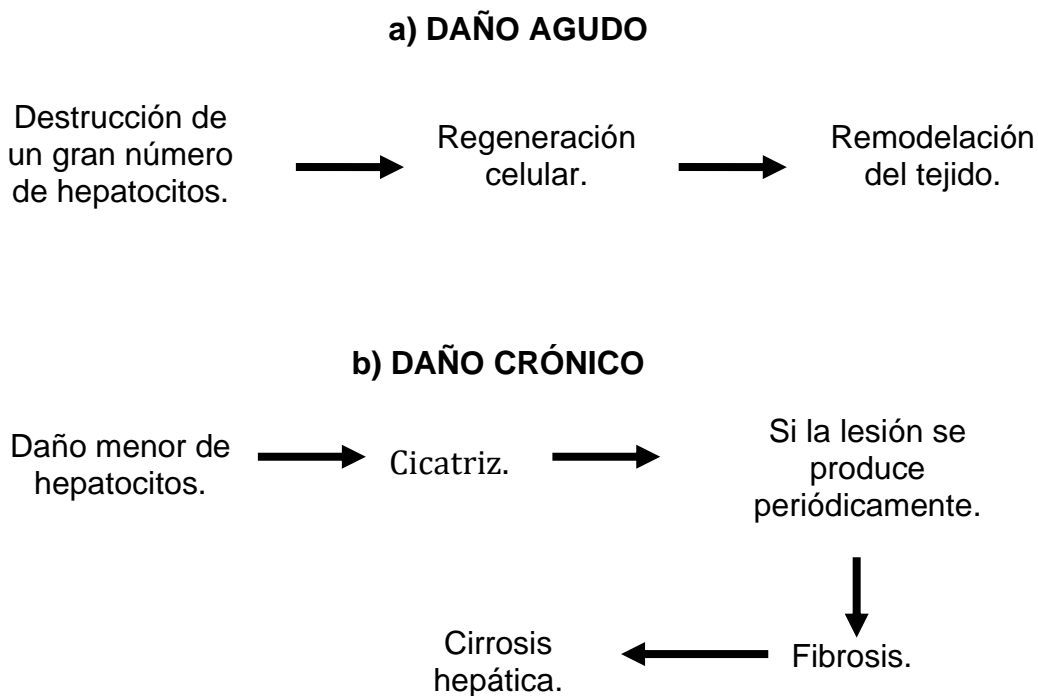 a) DAÑO AGUDO
Destrucción de
un gran número
de hepatocitos.
Regeneración
celular.
Remodelación
del tejido.
b) DAÑO CRÓNICO
Daño menor de
hepatocitos.
Cicatriz.
Si la lesión se
produce
periódicamente.
Fibrosis.
Cirrosis
hepática.